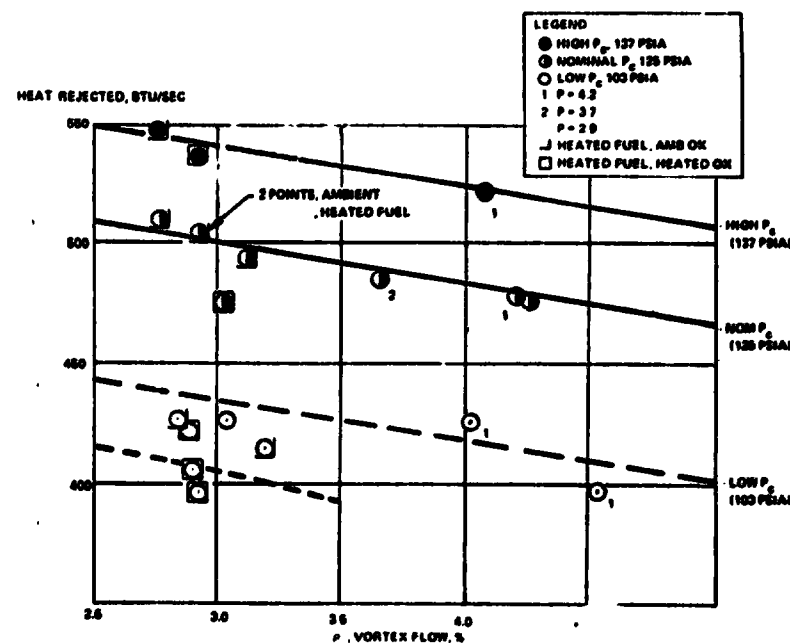 LEGEND
HIGH Pc, 137 PSIA
NOMINAL Pc 125 PSIA
LOW Pc 103 PSIA
1 P = 4.2
2 P = 3 7
P = 2 9
HEATED FUEL, AMB OX
HEATED FUEL, HEATED OX
HEAT REJECTED, BTU/SEC
550
500
450
400
2 POINTS, AMBIENT
, HEATED FUEL
1
2
1
1
1
HIGH Pc
(137 PSIA)
NOM Pc
(125 PSIA)
LOW Pc
(103 PSIA)
2.5
3.0
3 5
4.0
, VORTEX FLOW, %